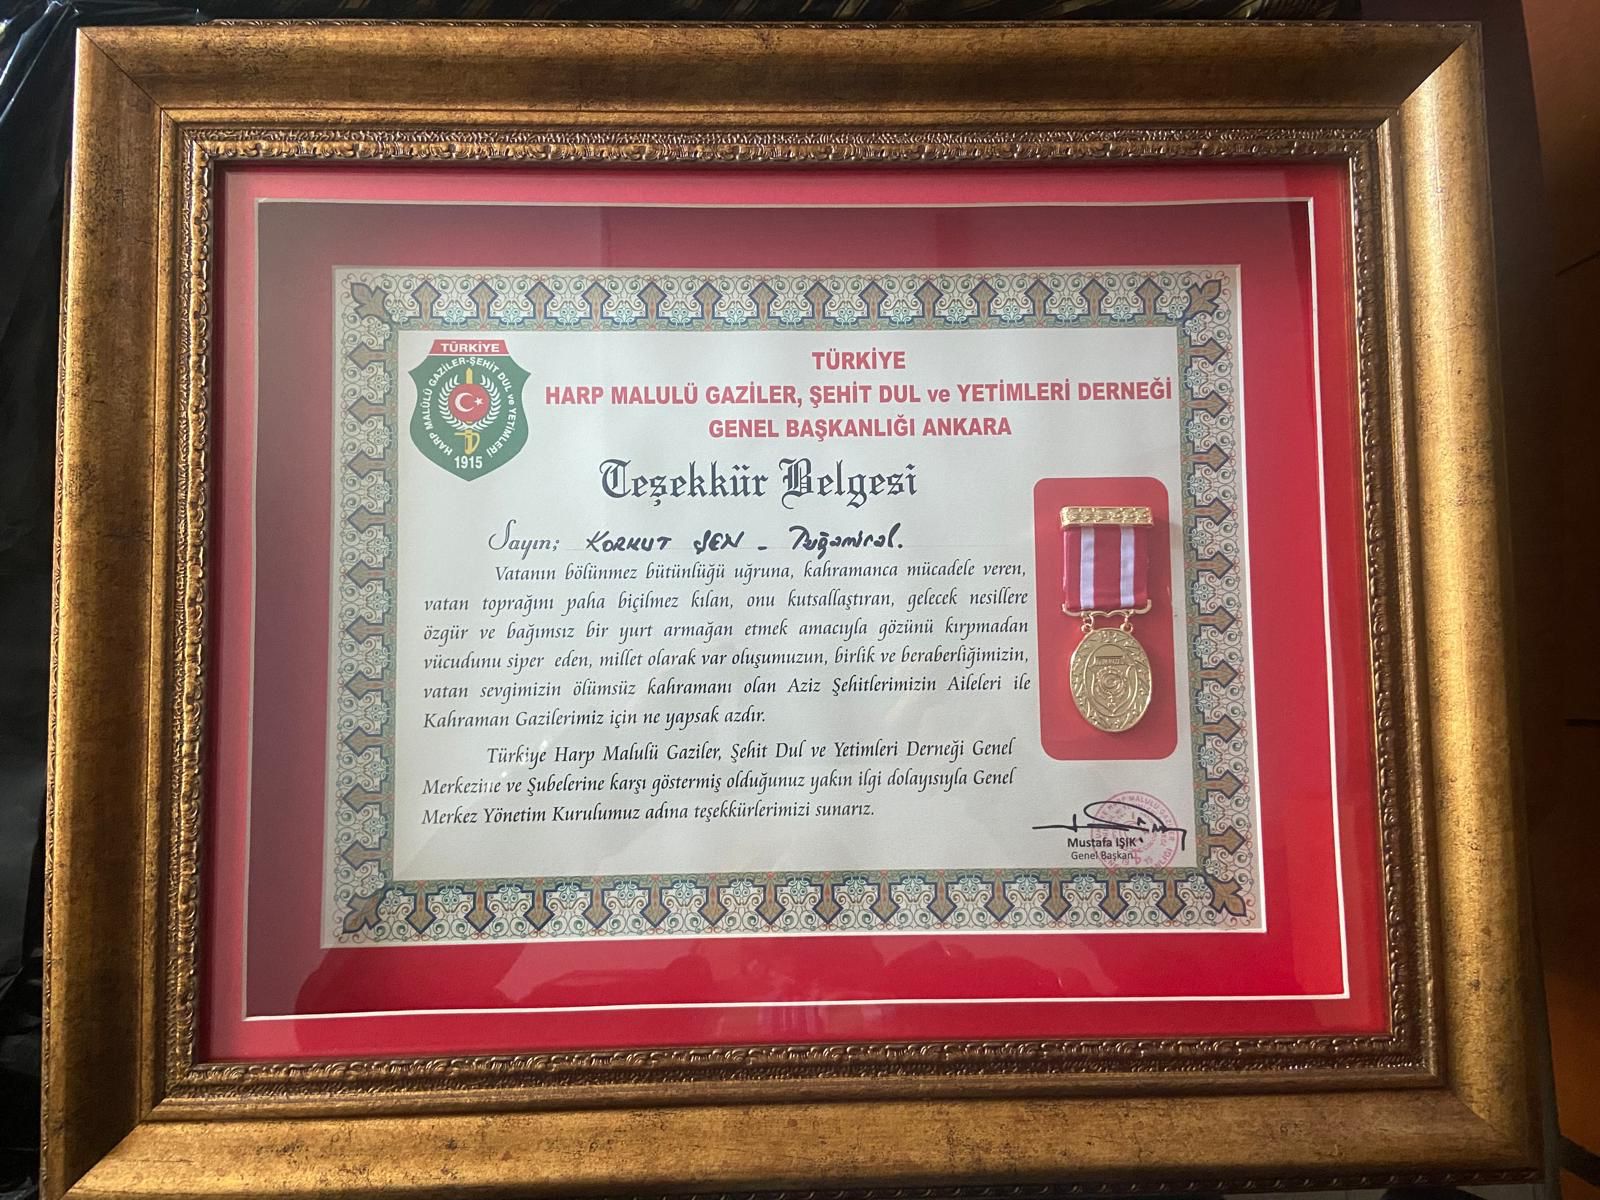 TÜRKİYE
HARP MALULÜ GAZİLER-ŞEHİT DUL ve YETİMLERİ
1915
TÜRKİYE
HARP MALULÜ GAZİLER, ŞEHİT DUL ve YETİMLERİ DERNEĞİ
GENEL BAŞKANLIĞI ANKARA
Teşekkür Belgesi
Sayın; KORKUT ŞEN - Tuğamiral.
Vatanın bölünmez bütünlüğü uğruna, kahramanca mücadele veren,
vatan toprağını paha biçilmez kılan, onu kutsallaştıran, gelecek nesillere
özgür ve bağımsız bir yurt armağan etmek amacıyla gözünü kırpmadan
vücudunu siper eden, millet olarak var oluşumuzun, birlik ve beraberliğimizin,
vatan sevgimizin ölümsüz kahramanı olan Aziz Şehitlerimizin Aileleri ile
Kahraman Gazilerimiz için ne yapsak azdır.
Türkiye Harp Malulü Gaziler, Şehit Dul ve Yetimleri Derneği Genel
Merkezine ve Şubelerine karşı göstermiş olduğunuz yakın ilgi dolayısıyla Genel
Merkez Yönetim Kurulumuz adına teşekkürlerimizi sunarız.
Mustafa IŞIK
Genel Başkan